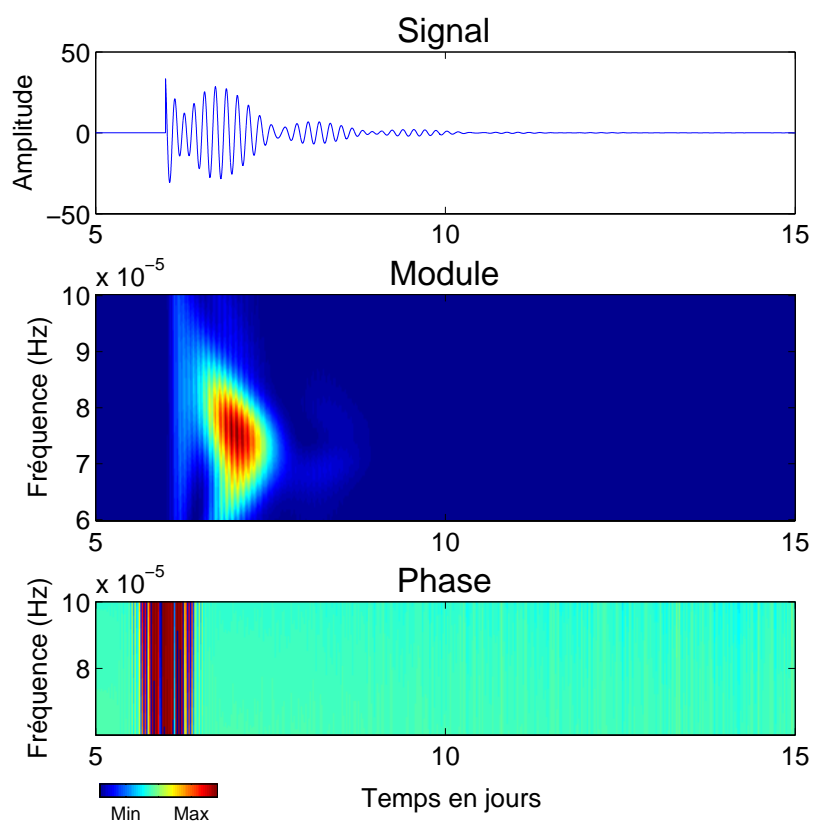 Signal
50
0
−50
Amplitude
5 10 15
x 10⁻⁵
Module
10
9
8
7
6
Fréquence (Hz)
5 10 15
x 10⁻⁵
Phase
10
8
Fréquence (Hz)
5 10 15
Temps en jours
Min Max